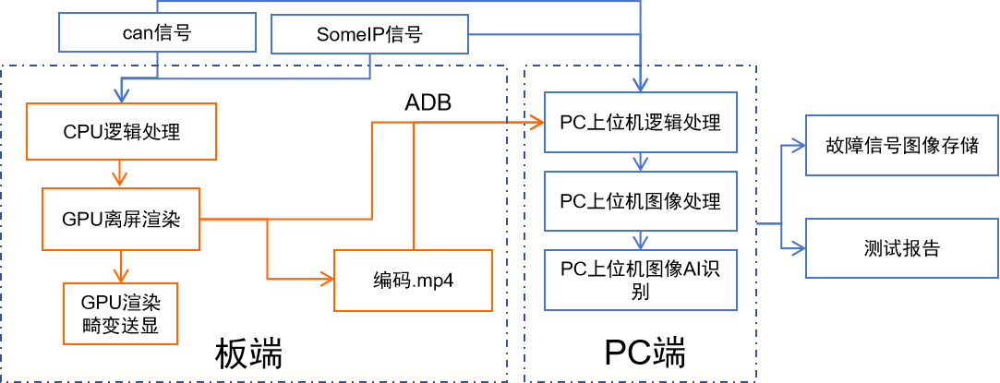 can信号
SomeIP信号
ADB
CPU逻辑处理
GPU离屏渲染
GPU渲染
畸变送显
编码.mp4
板端
PC上位机逻辑处理
PC上位机图像处理
PC上位机图像AI识
别
PC端
故障信号图像存储
测试报告